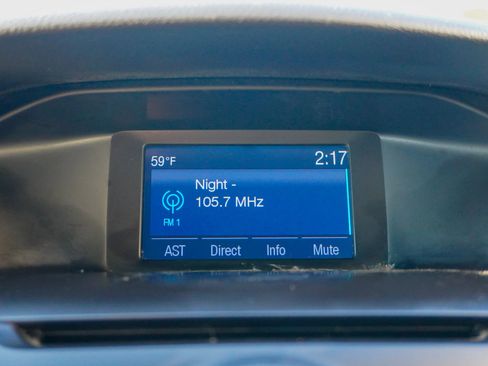 59°F 2:17
Night -
105.7 MHz
FM 1
AST Direct Info Mute